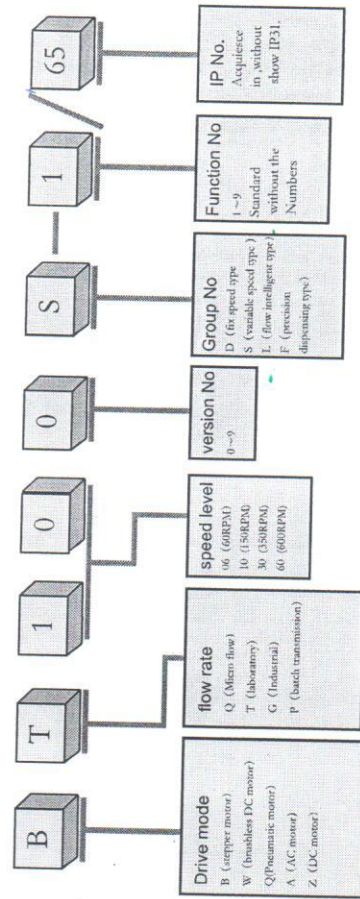 B T 1 0 0 S — 1 / 65
Drive mode
B (stepper motor)
W (brushless DC motor)
Q(Pneumatic motor)
A (AC motor)
Z (DC motor)
flow rate
Q (Micro flow)
T (laboratory)
G (Industrial)
P (batch transmission)
speed level
06 (60RPM)
10 (150RPM)
30 (350RPM)
60 (600RPM)
version No
0~9
Group No
D (fix speed type
S (variable speed type)
L (flow intelligent type)
F (precision
dispensing type)
Function No
1~9
Standard
without the
Numbers
IP No.
Acquiesce
in ,without
show IP31.